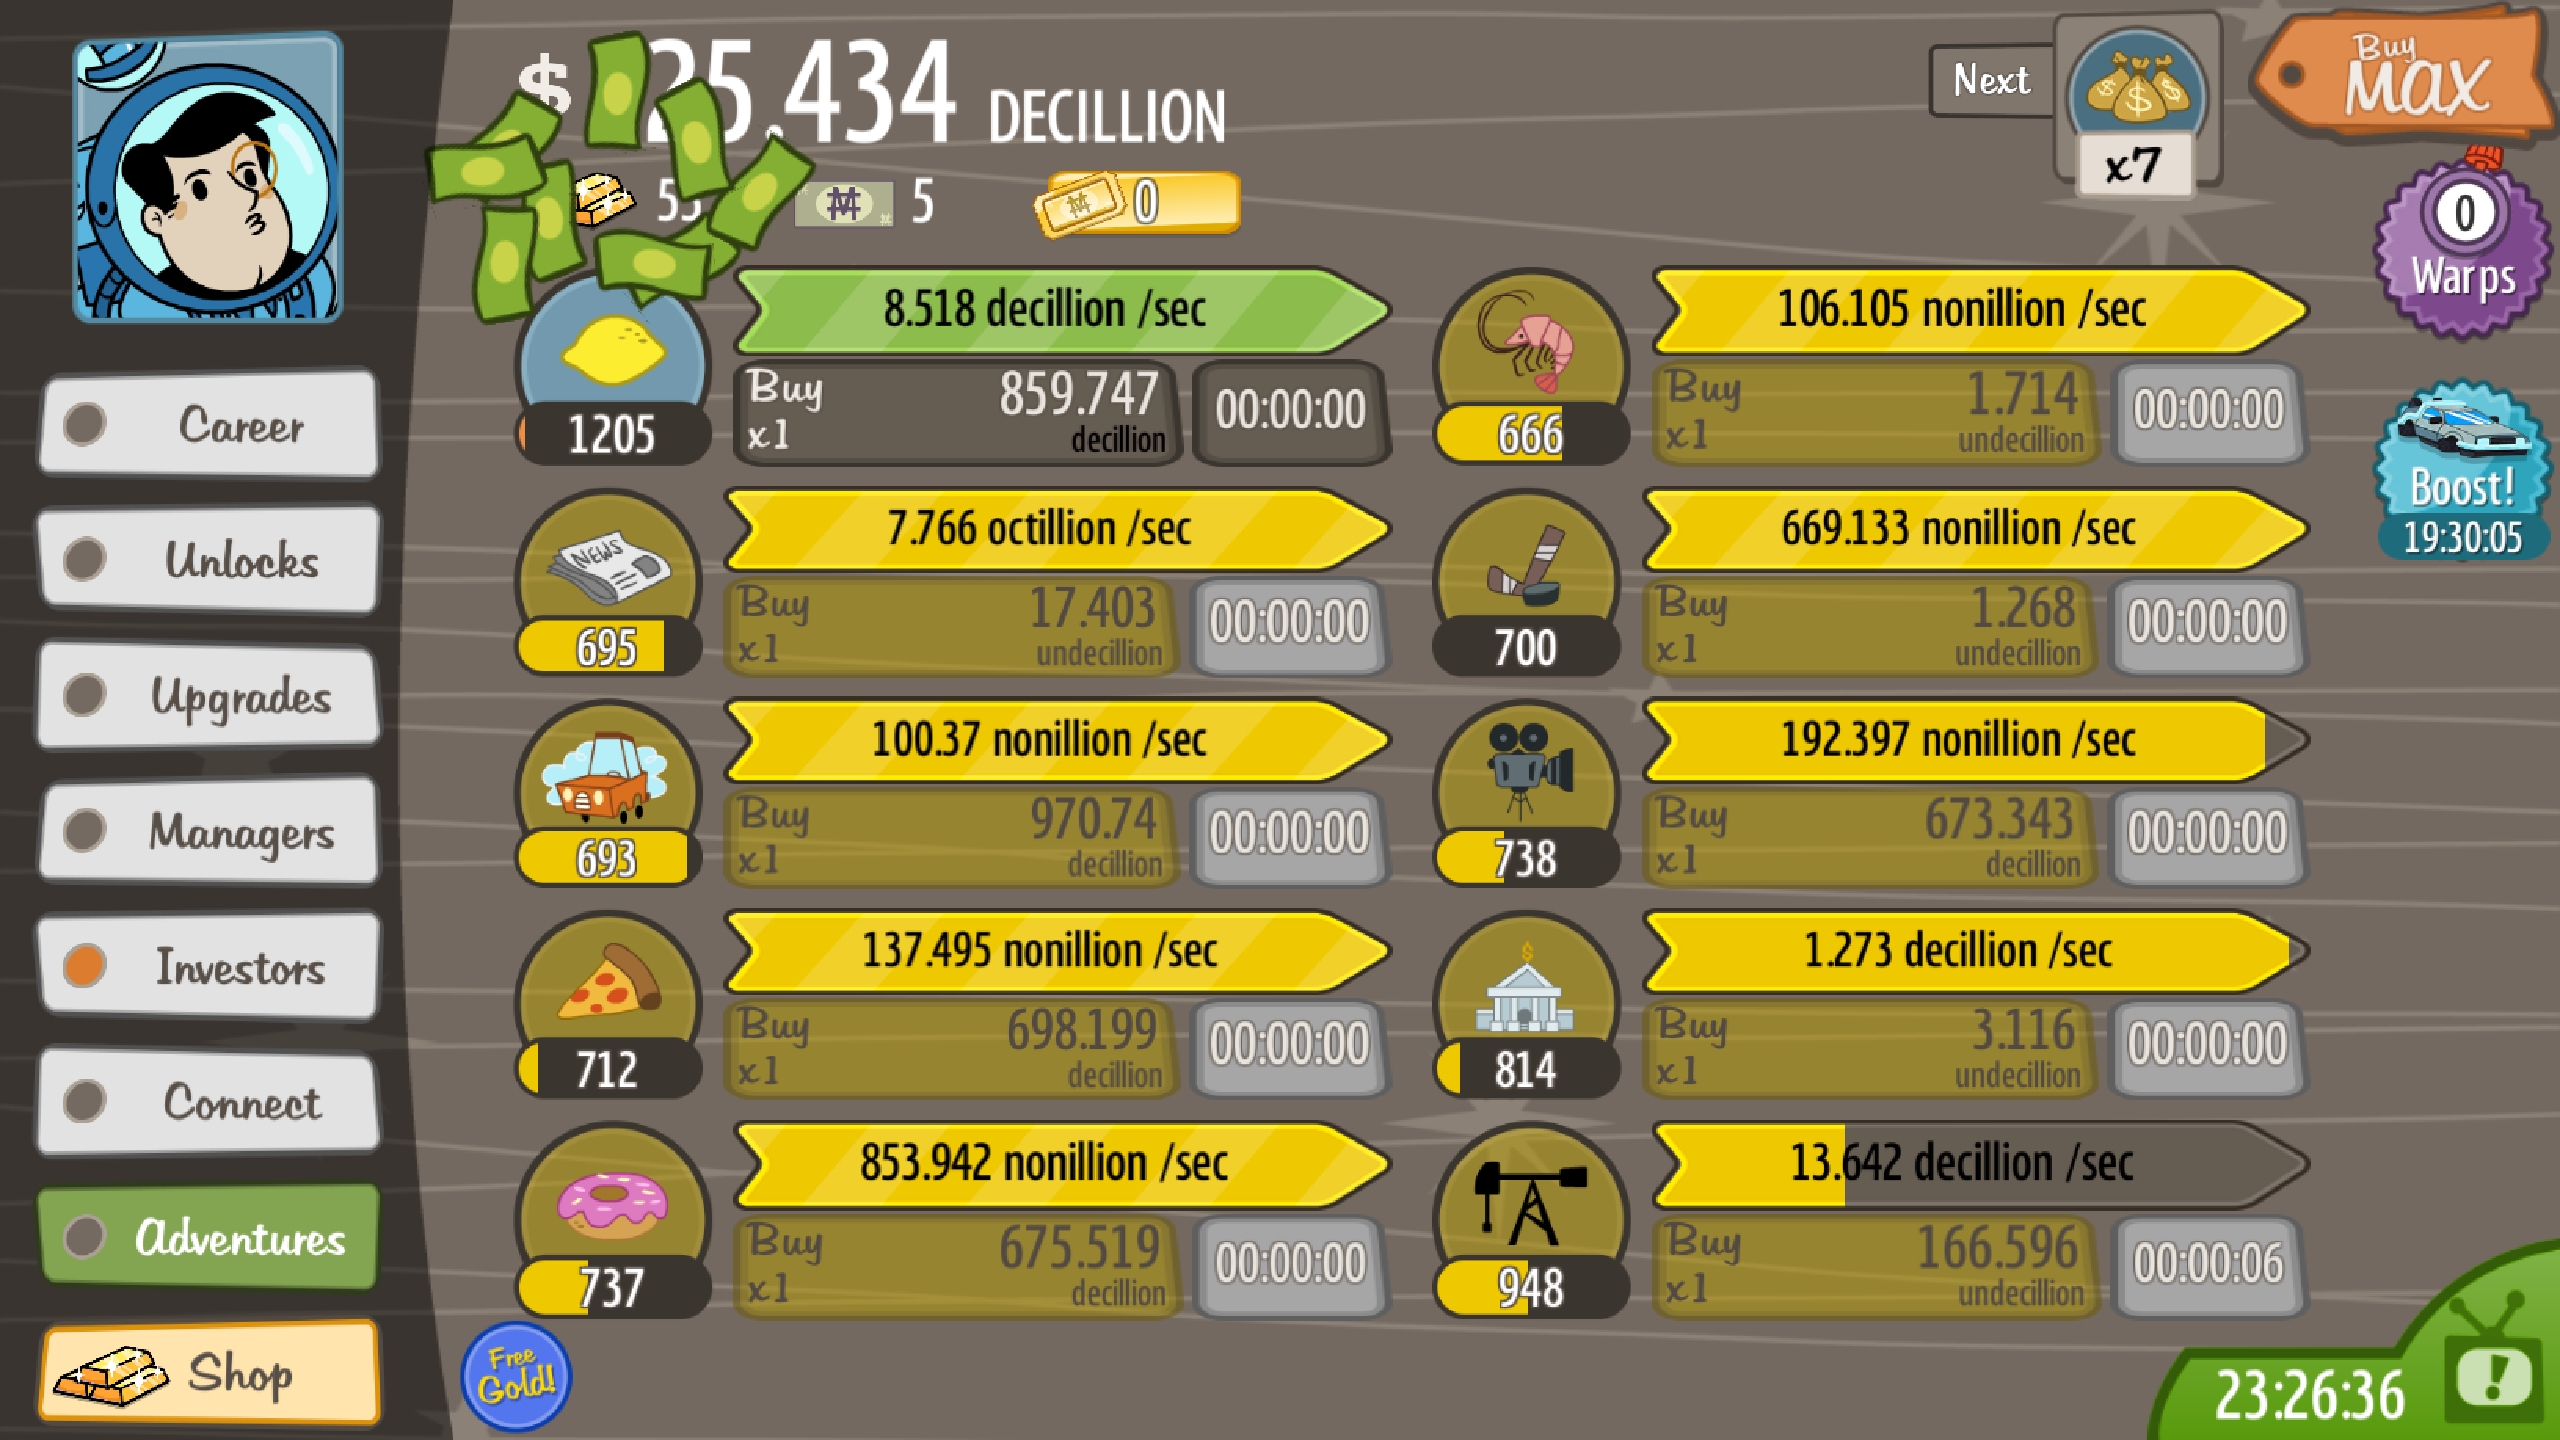 $ 25.434 DECILLION
5
0
Next
x7
Buy
MAX
0
Warps
Boost!
19:30:05
Career
Unlocks
Upgrades
Managers
Investors
Connect
Adventures
Shop
8.518 decillion /sec
1205
Buy
x1
859.747
decillion
00:00:00
106.105 nonillion /sec
666
Buy
x1
1.714
undecillion
00:00:00
NEWS
7.766 octillion /sec
695
Buy
x1
17.403
undecillion
00:00:00
669.133 nonillion /sec
700
Buy
x1
1.268
undecillion
00:00:00
100.37 nonillion /sec
693
Buy
x1
970.74
decillion
00:00:00
192.397 nonillion /sec
738
Buy
x1
673.343
decillion
00:00:00
137.495 nonillion /sec
712
Buy
x1
698.199
decillion
00:00:00
1.273 decillion /sec
814
Buy
x1
3.116
undecillion
00:00:00
853.942 nonillion /sec
737
Buy
x1
675.519
decillion
00:00:00
13.642 decillion /sec
948
Buy
x1
166.596
undecillion
00:00:06
Free
Gold!
23:26:36
!